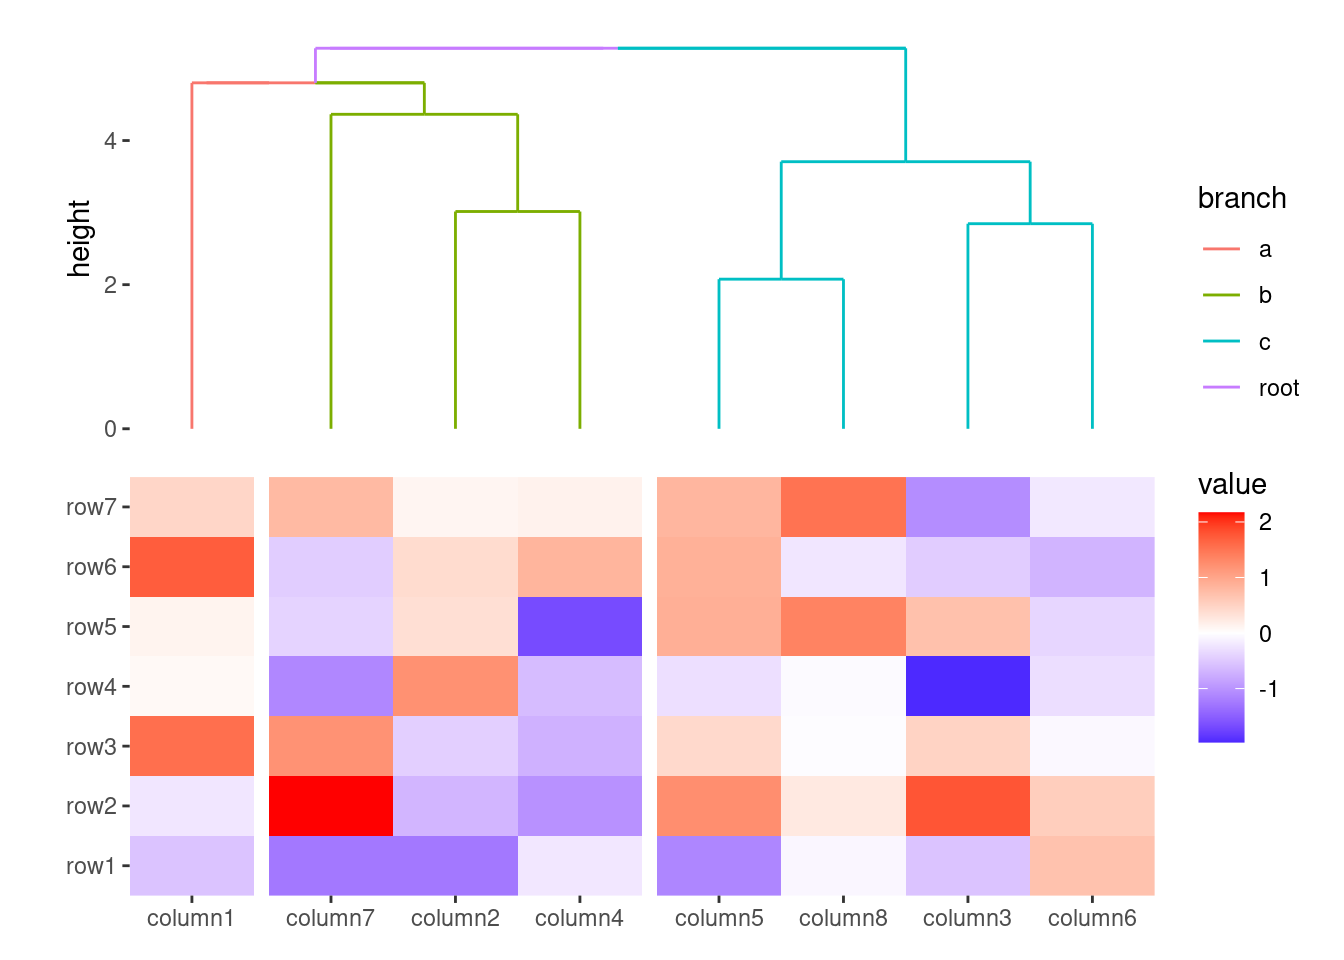 height
4
2
0
branch
a
b
c
root
value
2
1
0
-1
row7
row6
row5
row4
row3
row2
row1
column1 column7 column2 column4 column5 column8 column3 column6